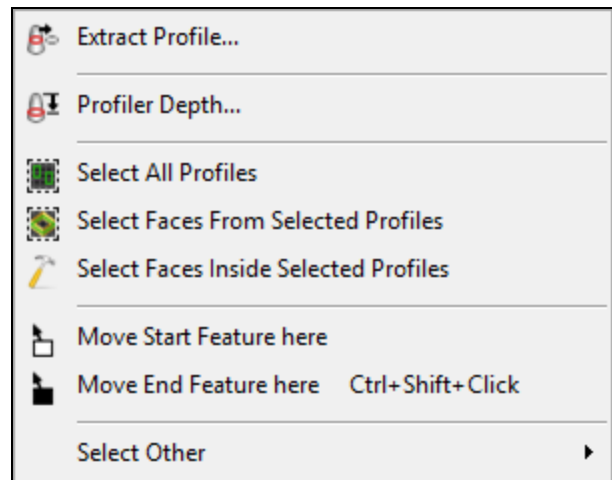 Extract Profile...
Profiler Depth...
Select All Profiles
Select Faces From Selected Profiles
Select Faces Inside Selected Profiles
Move Start Feature here
Move End Feature here Ctrl+Shift+Click
Select Other